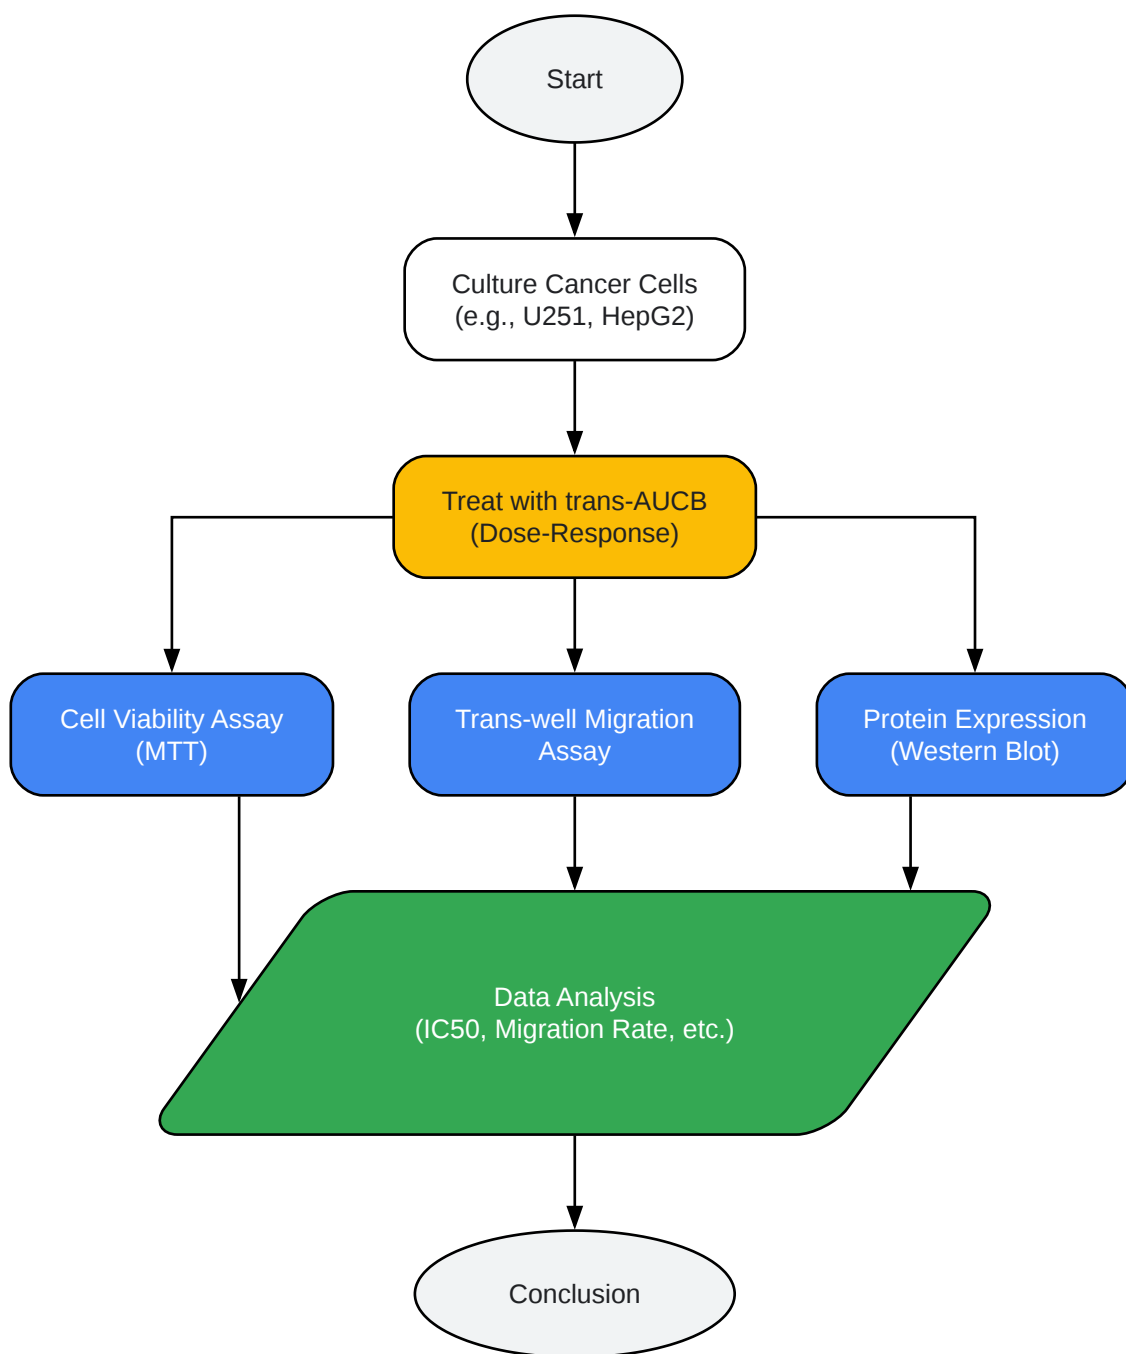 Start
Culture Cancer Cells
(e.g., U251, HepG2)
Treat with trans-AUCB
(Dose-Response)
Cell Viability Assay
(MTT)
Trans-well Migration
Assay
Protein Expression
(Western Blot)
Data Analysis
(IC50, Migration Rate, etc.)
Conclusion